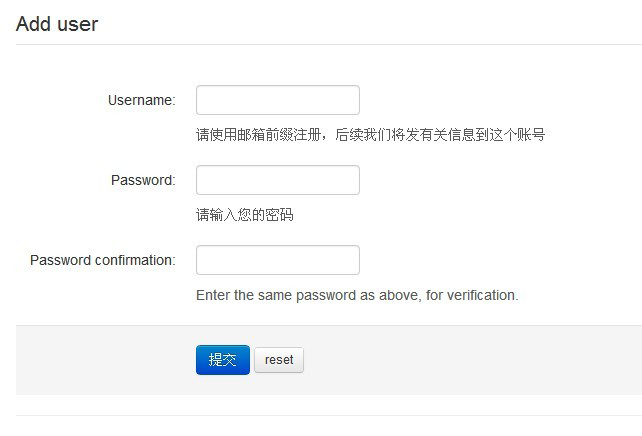 Add user
Username:
请使用邮箱前缀注册，后续我们将发有关信息到这个账号
Password:
请输入您的密码
Password confirmation:
Enter the same password as above, for verification.
提交 reset